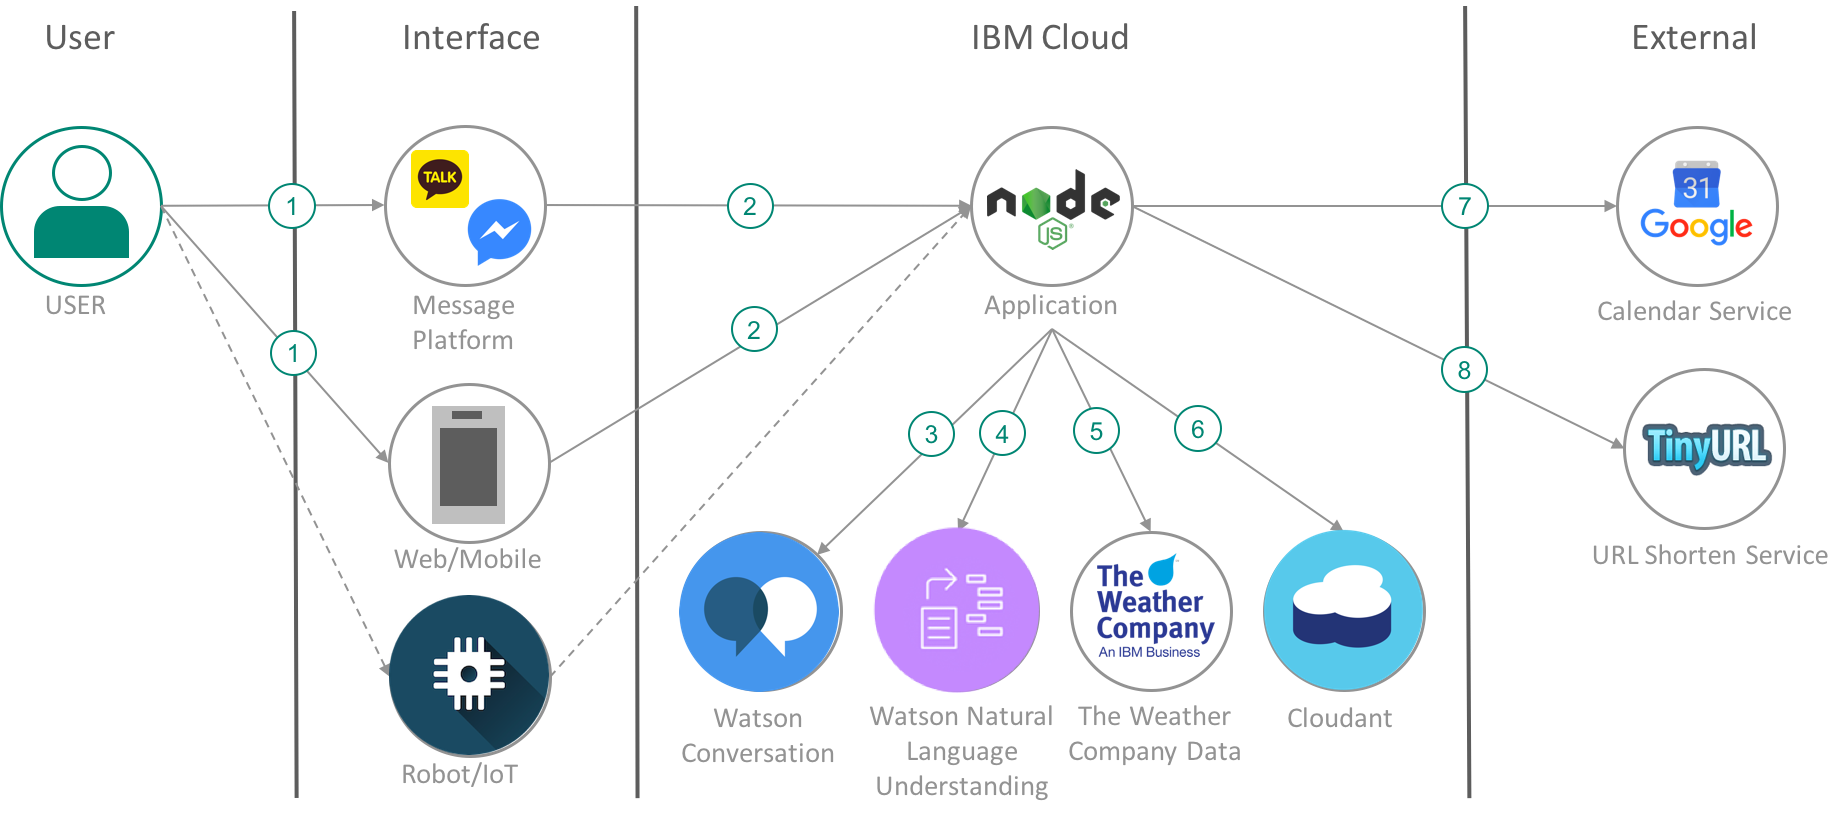 User
Interface
IBM Cloud
External
1
2
7
TALK
node
JS
31
Google
USER
Message
Platform
Application
Calendar Service
1
2
8
3
4
5
6
TinyURL
Web/Mobile
URL Shorten Service
The
Weather
Company
An IBM Business
Robot/IoT
Watson
Conversation
Watson Natural
Language
Understanding
The Weather
Company Data
Cloudant